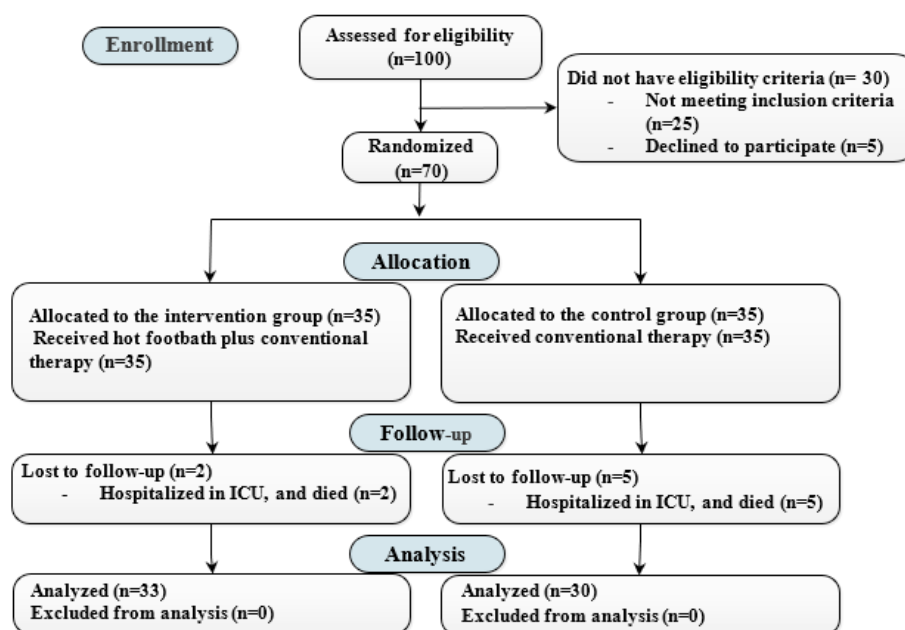 Enrollment
Assessed for eligibility
(n=100)
Did not have eligibility criteria (n= 30)
- Not meeting inclusion criteria
(n=25)
- Declined to participate (n=5)
Randomized
(n=70)
Allocation
Allocated to the intervention group (n=35)
Received hot footbath plus conventional
therapy (n=35)
Allocated to the control group (n=35)
Received conventional therapy (n=35)
Follow-up
Lost to follow-up (n=2)
- Hospitalized in ICU, and died (n=2)
Lost to follow-up (n=5)
- Hospitalized in ICU, and died (n=5)
Analysis
Analyzed (n=33)
Excluded from analysis (n=0)
Analyzed (n=30)
Excluded from analysis (n=0)